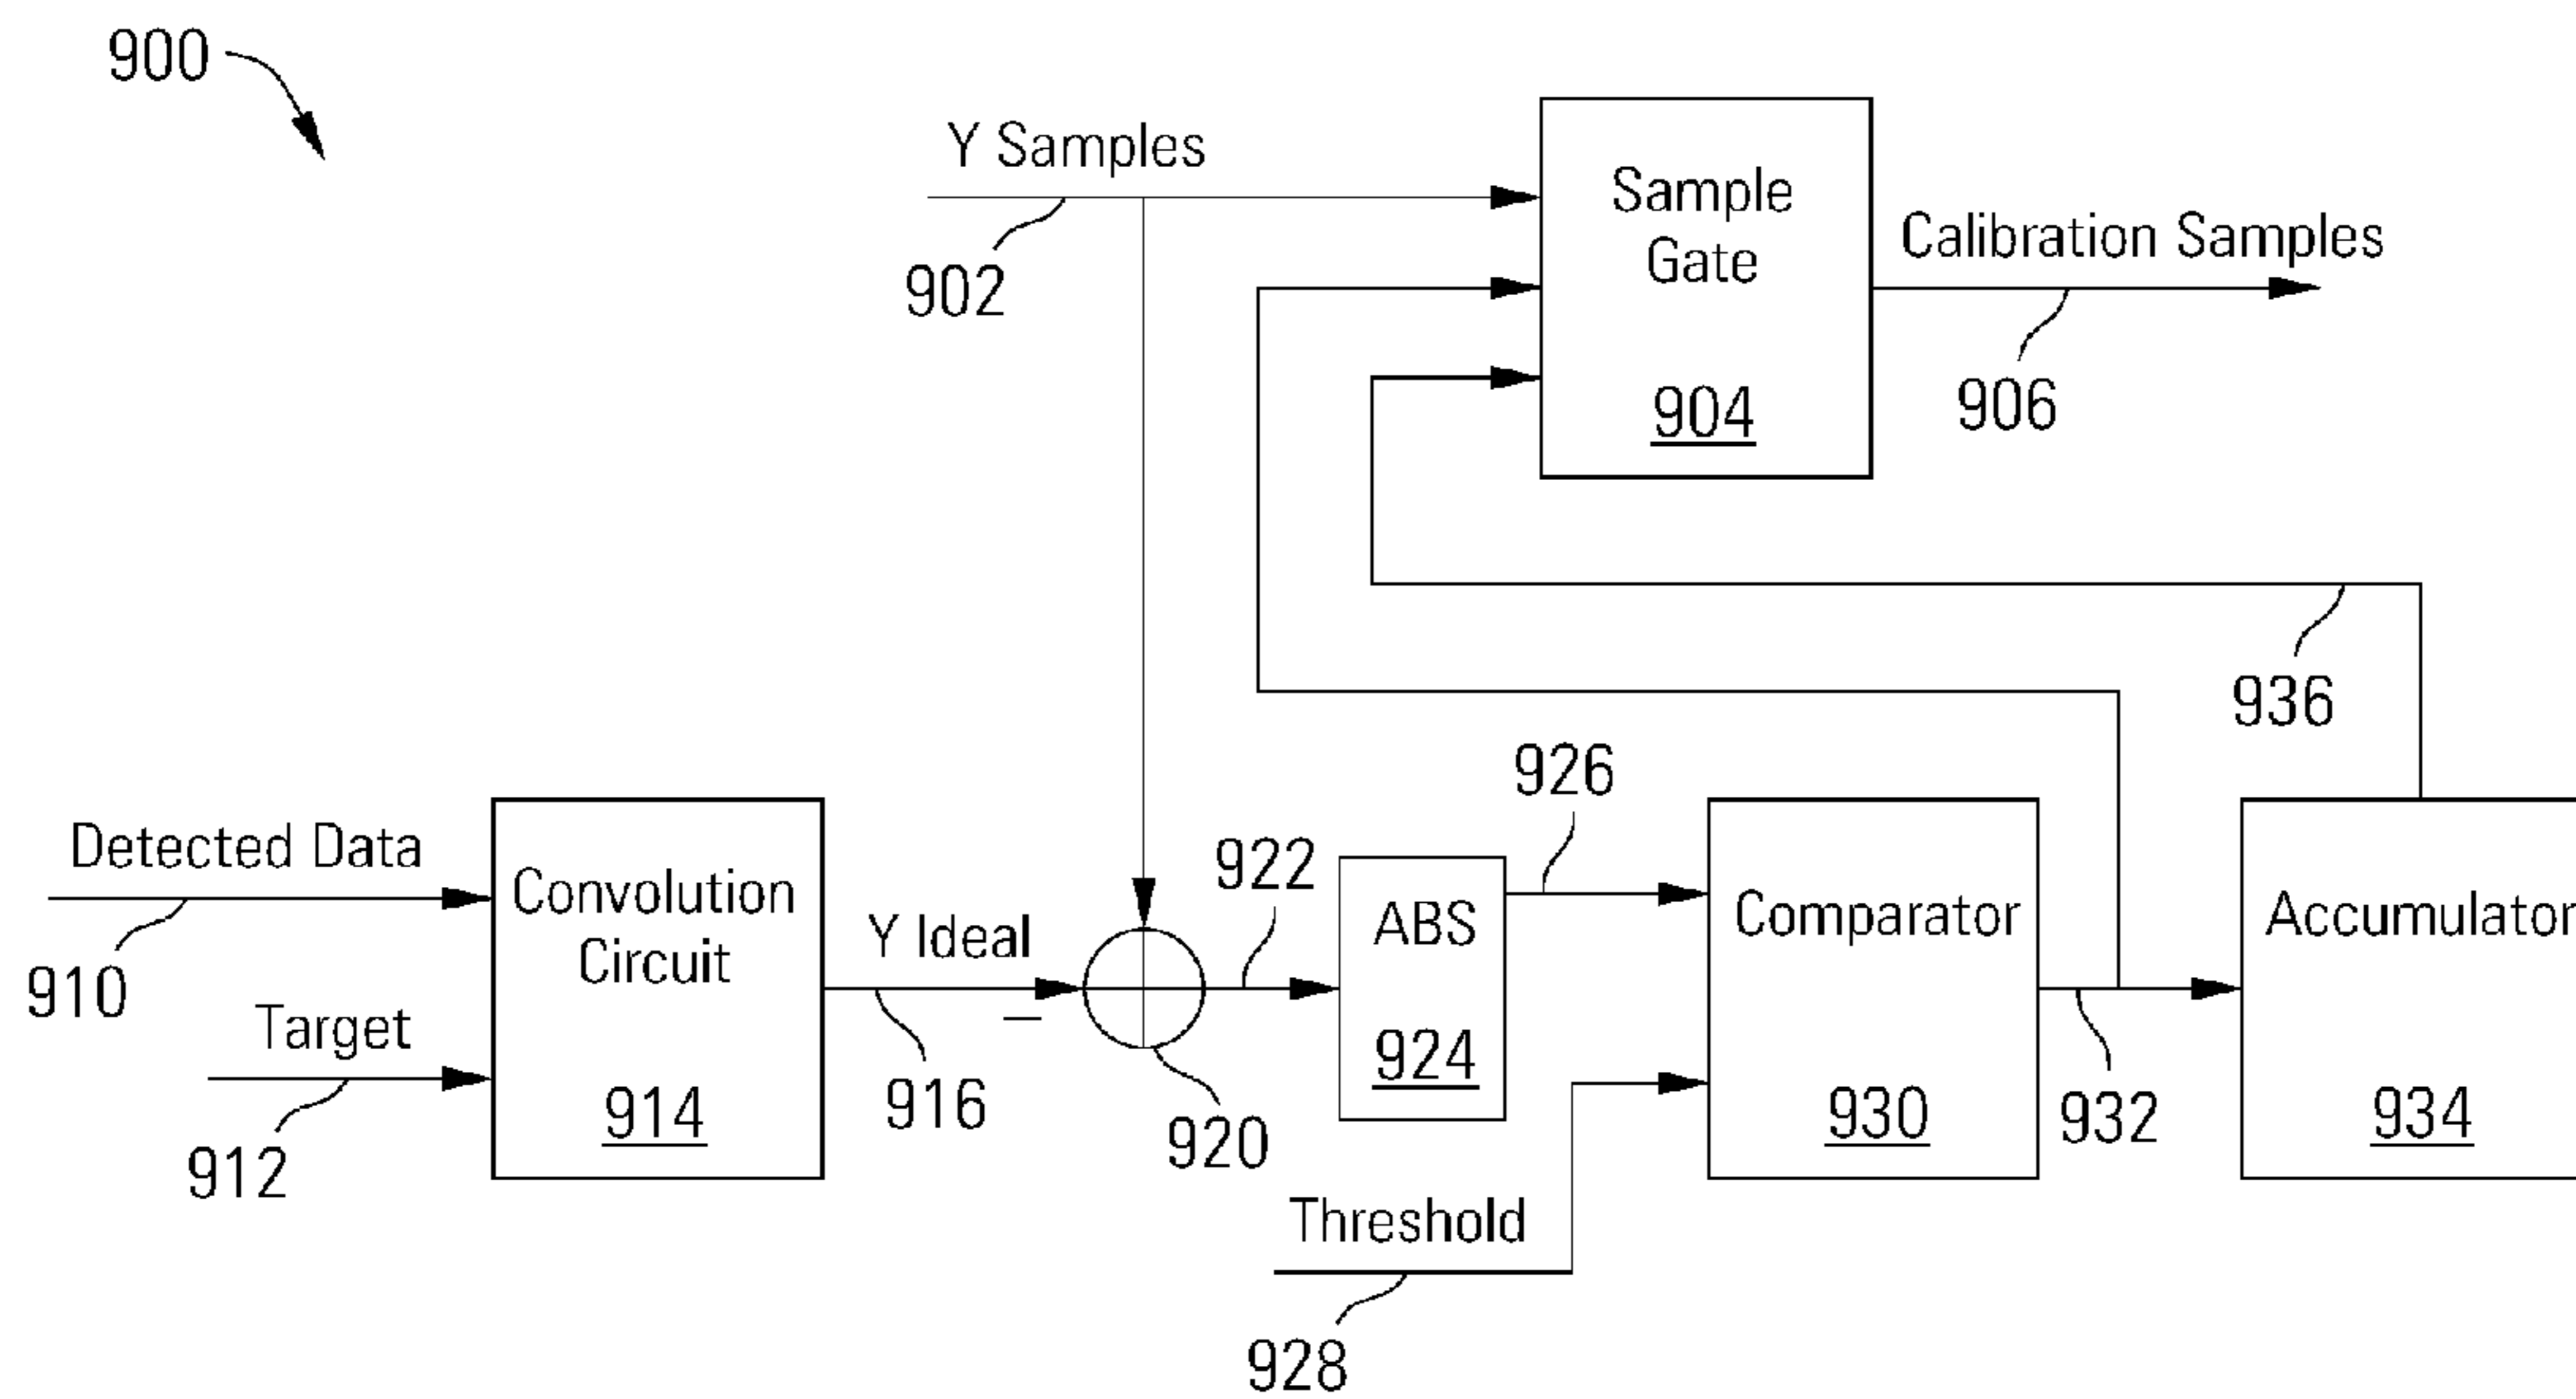 900
Y Samples
902
Sample
Gate
904
Calibration Samples
906
936
Detected Data
910
Target
912
Convolution
Circuit
914
Y Ideal
916
−
920
922
ABS
924
926
Threshold
928
Comparator
930
932
Accumulator
934